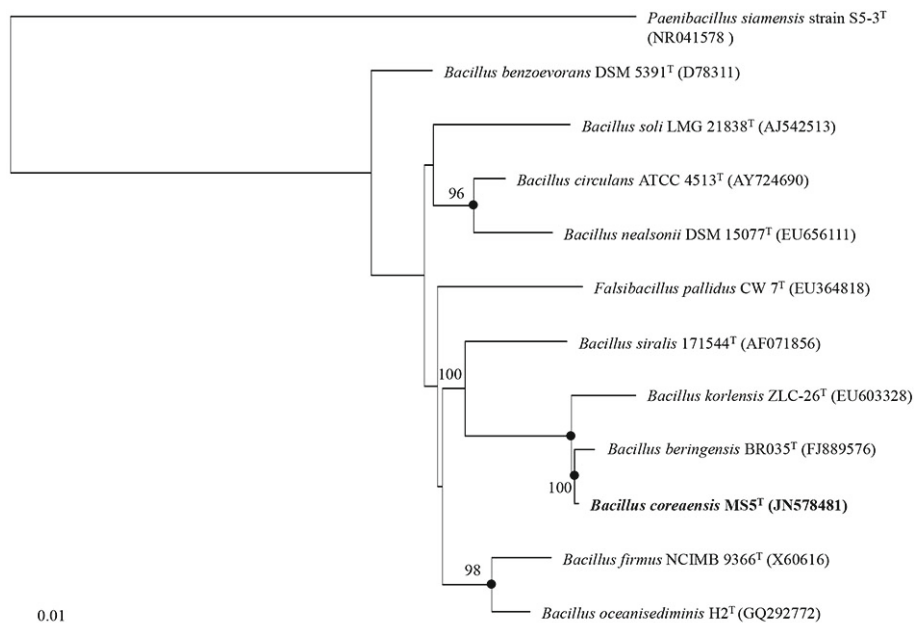 Paenibacillus siamensis strain S5-3ᵀ
(NR041578 )
Bacillus benzoevorans DSM 5391ᵀ (D78311)
Bacillus soli LMG 21838ᵀ (AJ542513)
Bacillus circulans ATCC 4513ᵀ (AY724690)
96
Bacillus nealsonii DSM 15077ᵀ (EU656111)
Falsibacillus pallidus CW 7ᵀ (EU364818)
Bacillus siralis 171544ᵀ (AF071856)
100
Bacillus korlensis ZLC-26ᵀ (EU603328)
Bacillus beringensis BR035ᵀ (FJ889576)
100
Bacillus coreaensis MS5ᵀ (JN578481)
Bacillus firmus NCIMB 9366ᵀ (X60616)
98
Bacillus oceanisediminis H2ᵀ (GQ292772)
0.01